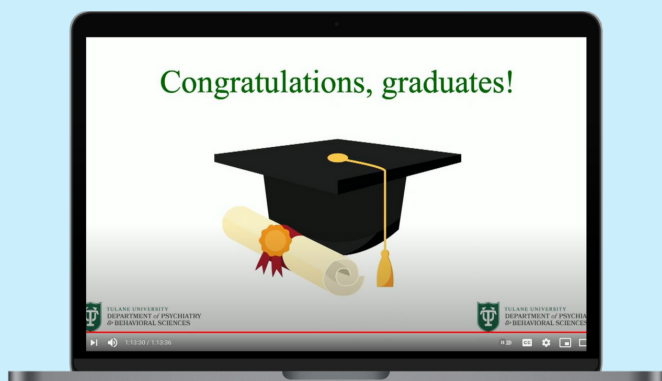 Congratulations, graduates!
TULANE UNIVERSITY
DEPARTMENT of PSYCHIATRY
& BEHAVIORAL SCIENCES
TULANE UNIVERSITY
DEPARTMENT of PSYCHIA
& BEHAVIORAL SCIENCES
1:13:30 / 1:13:36
CC